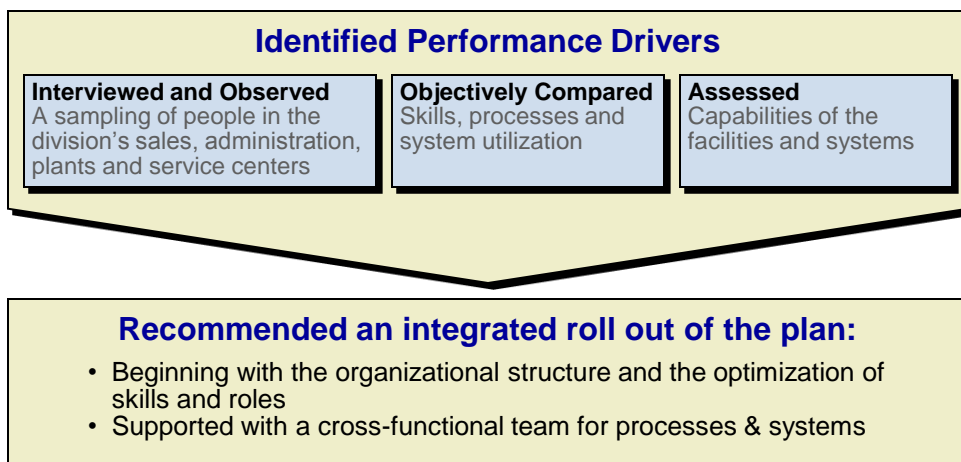 Identified Performance Drivers
Interviewed and Observed
A sampling of people in the
division's sales, administration,
plants and service centers
Objectively Compared
Skills, processes and
system utilization
Assessed
Capabilities of the
facilities and systems
Recommended an integrated roll out of the plan:
• Beginning with the organizational structure and the optimization of
skills and roles
• Supported with a cross-functional team for processes & systems